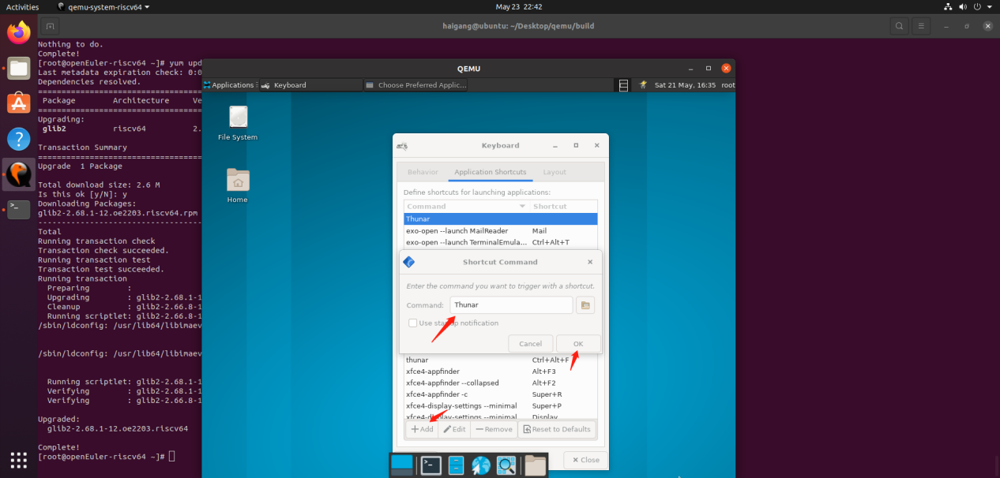 Activities
qemu-system-riscv64
May 23 22:42
haigang@ubuntu: ~/Desktop/qemu/build
Nothing to do.
Complete!
[root@openEuler-riscv64 ~]# yum upd
Last metadata expiration check: 0:0
Dependencies resolved.
Package Architecture Ve
Upgrading:
glib2 riscv64 2.
Transaction Summary
Upgrade 1 Package
Total download size: 2.6 M
Is this ok [y/N]: y
Downloading Packages:
glib2-2.68.1-12.oe2203.riscv64.rpm
Total
Running transaction check
Transaction check succeeded.
Running transaction test
Transaction test succeeded.
Running transaction
Preparing :
Upgrading : glib2-2.68.1-1
Cleanup : glib2-2.66.8-1
Running scriptlet: glib2-2.66.8-1
/sbin/ldconfig: /usr/lib64/libimaev
/sbin/ldconfig: /usr/lib64/libimaev
Running scriptlet: glib2-2.68.1-1
Verifying : glib2-2.68.1-1
Verifying : glib2-2.66.8-1
Upgraded:
glib2-2.68.1-12.oe2203.riscv64
Complete!
[root@openEuler-riscv64 ~]#
QEMU
Applications
Keyboard
Choose Preferred Applic...
Sat 21 May, 16:35 root
File System
Home
Keyboard
Behavior Application Shortcuts Layout
Define shortcuts for launching applications:
Command Shortcut
Thunar
exo-open --launch MailReader Mail
exo-open --launch TerminalEmula... Ctrl+Alt+T
Shortcut Command
Enter the command you want to trigger with a shortcut.
Command: Thunar
Use startup notification
Cancel OK
thunar Ctrl+Alt+F
xfce4-appfinder Alt+F3
xfce4-appfinder --collapsed Alt+F2
xfce4-appfinder -c Super+R
xfce4-display-settings --minimal Super+P
xfce4-display-settings --minimal Display
Add Edit Remove Reset to Defaults
Close